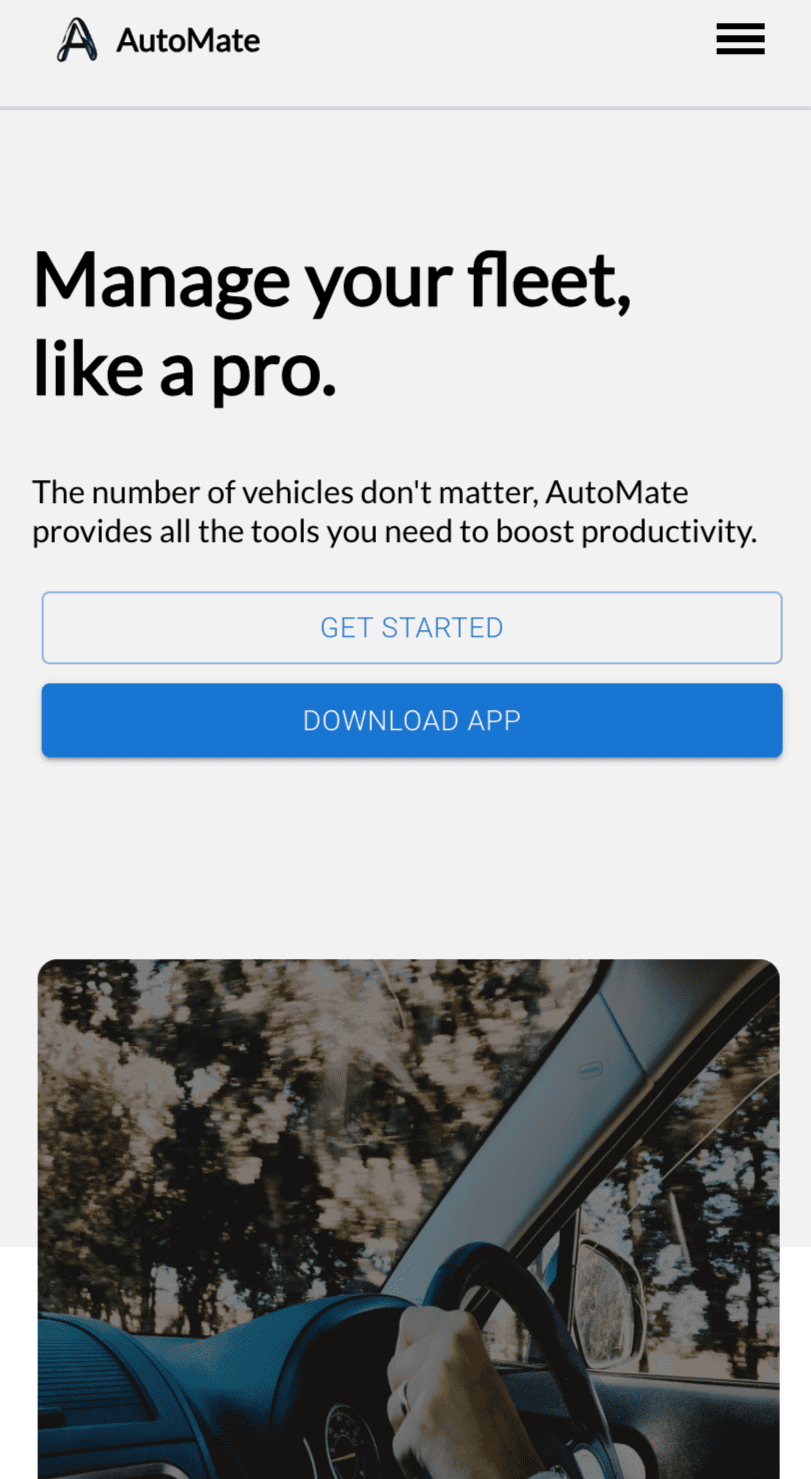 AutoMate
Manage your fleet,
like a pro.
The number of vehicles don't matter, AutoMate
provides all the tools you need to boost productivity.
GET STARTED
DOWNLOAD APP